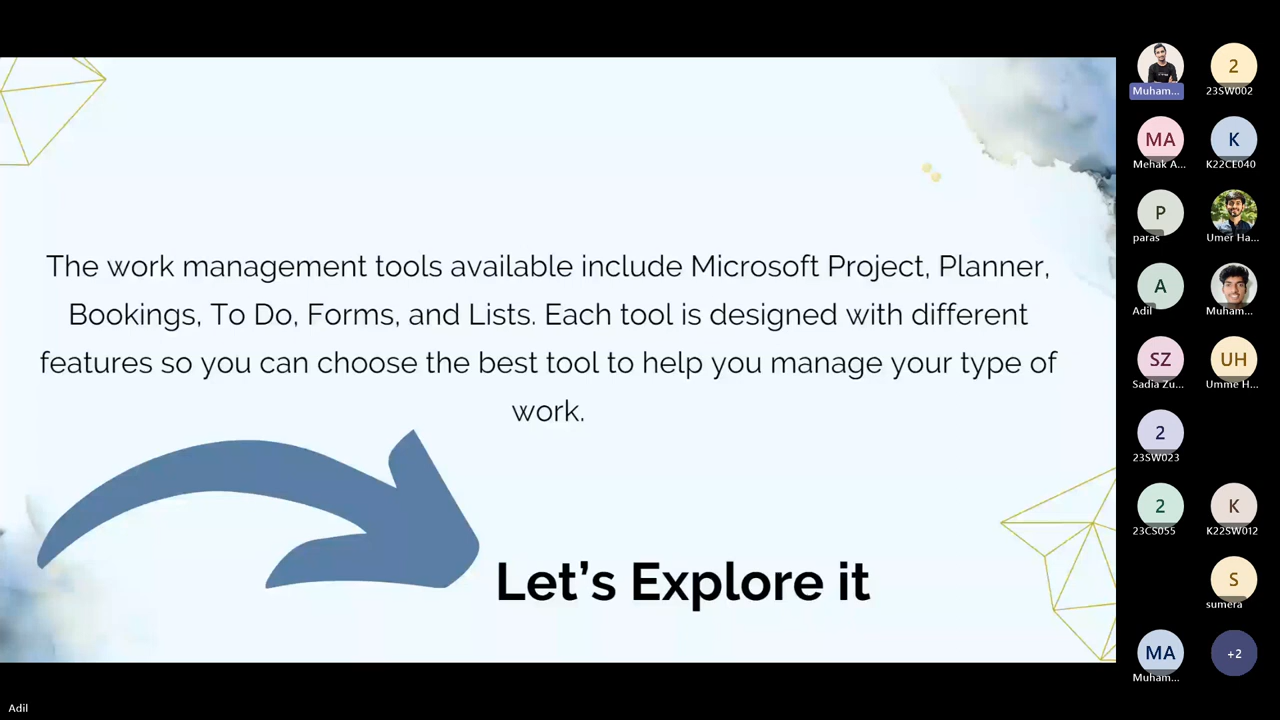 The work management tools available include Microsoft Project, Planner,
Bookings, To Do, Forms, and Lists. Each tool is designed with different
features so you can choose the best tool to help you manage your type of
work.
Let's Explore it
Muham...
2
23SW002
MA
Mehak A...
K
K22CE040
P
paras
Umer Ha...
A
Adil
Muham...
SZ
Sadia Zu...
UH
Umme H...
2
23SW023
2
23CS055
K
K22SW012
S
sumera
MA
Muham...
+2
Adil